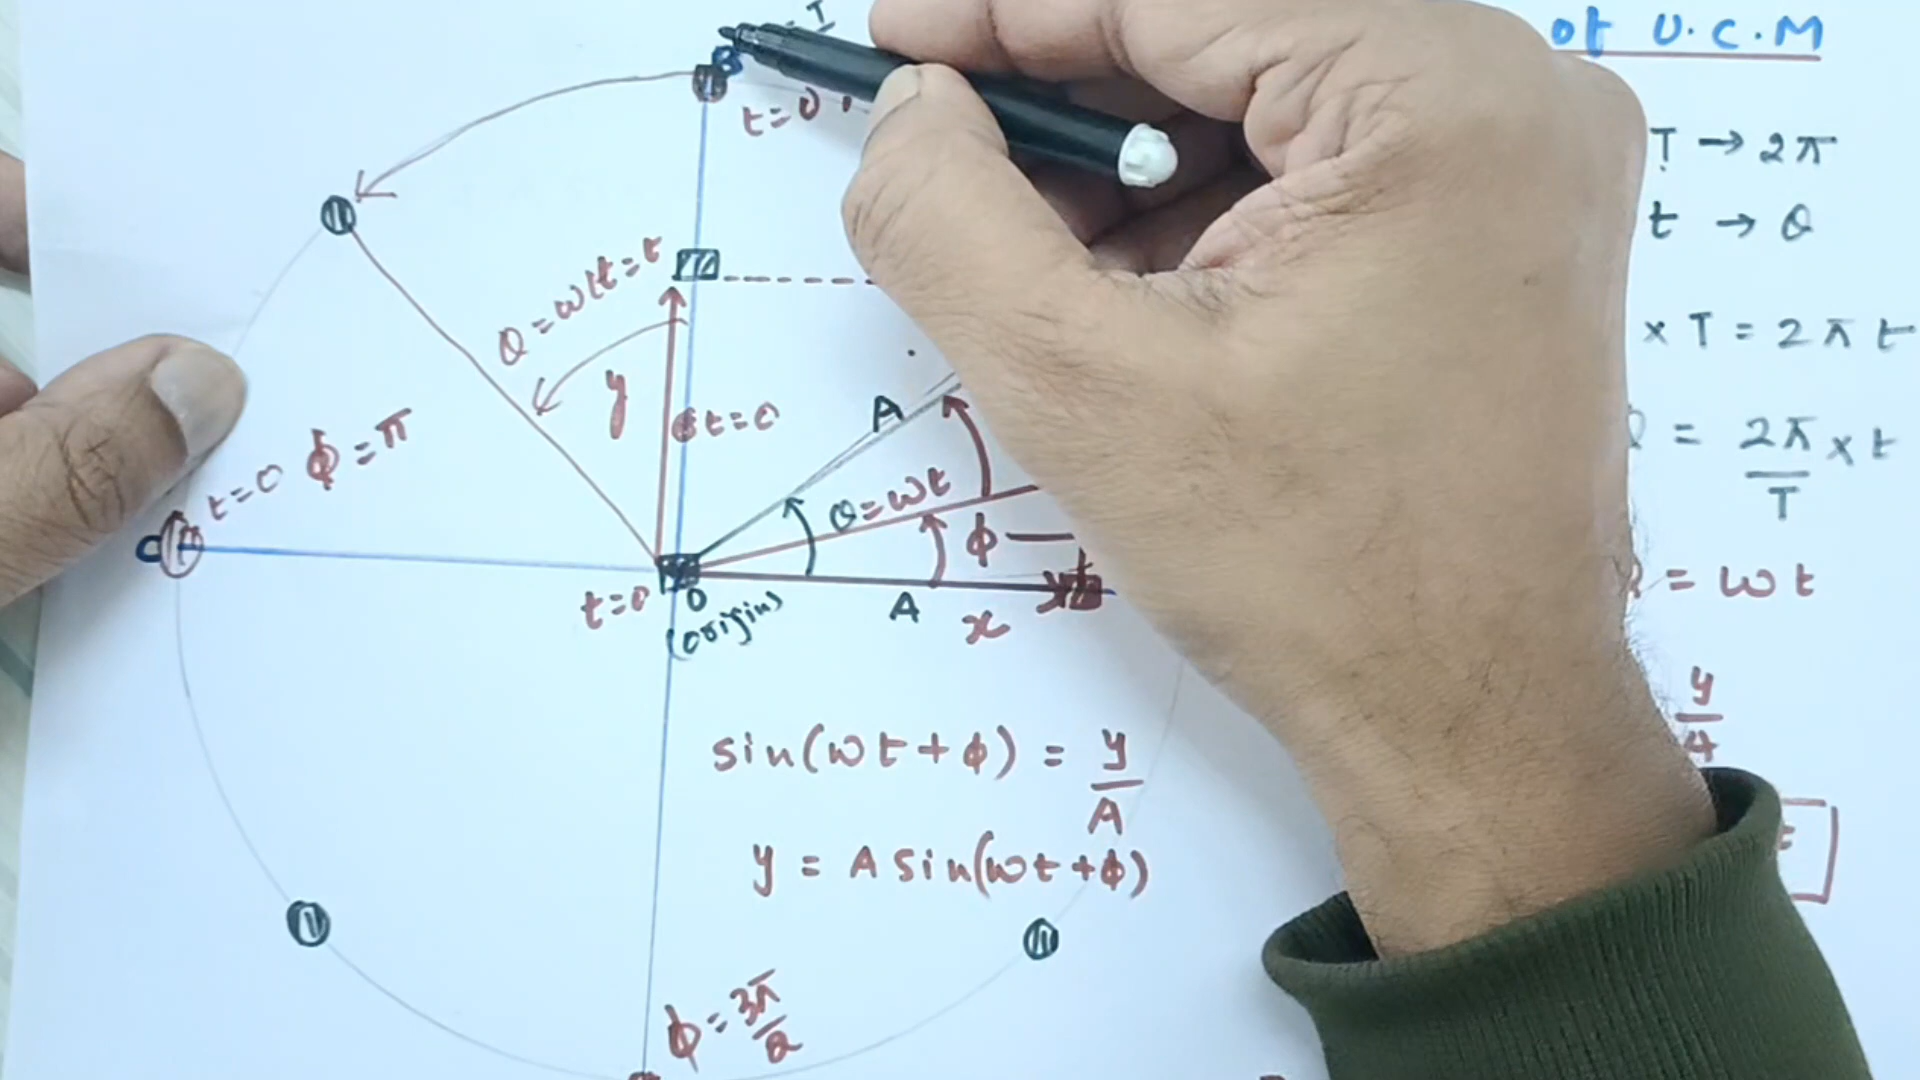 of U.C.M
B
t=0
T → 2π
t → θ
θ = ωt = t
y
t=0
A
× T = 2π t
= 2π/T × t
t=0 ϕ = π
C
θ = ωt
ϕ
t=0
O
(origin)
A
x
= ωt
sin(ωt + ϕ) = y/A
y
y = A sin(ωt + ϕ)
t
ϕ = 3π/2